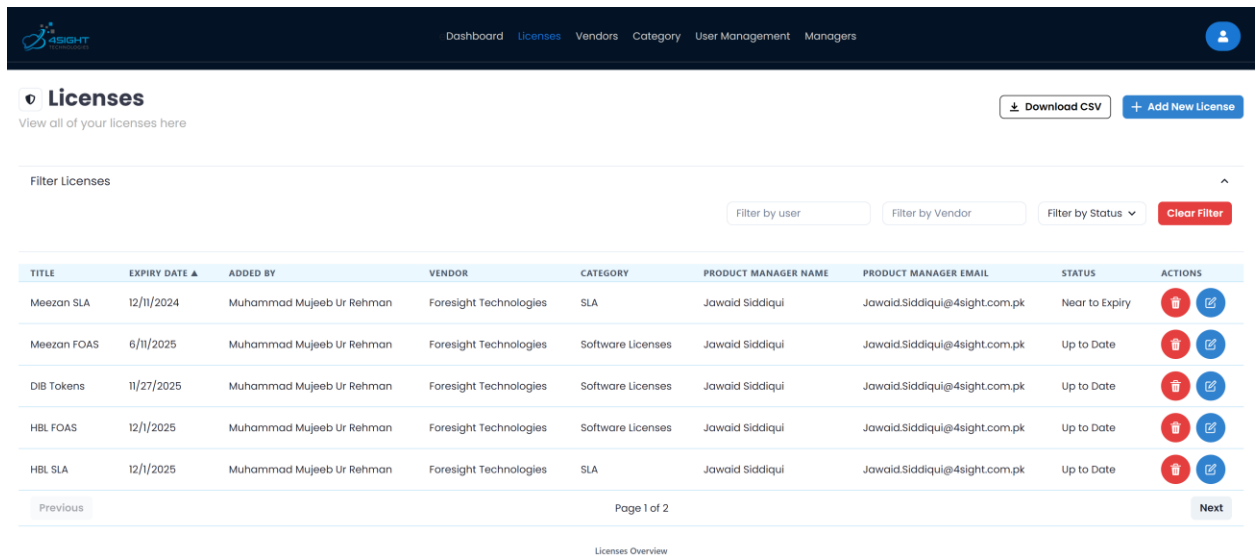 4SIGHT
TECHNOLOGIES
Dashboard Licenses Vendors Category User Management Managers
Licenses
View all of your licenses here
Download CSV
+ Add New License
Filter Licenses
Filter by user Filter by Vendor Filter by Status Clear Filter
TITLE EXPIRY DATE ▲ ADDED BY VENDOR CATEGORY PRODUCT MANAGER NAME PRODUCT MANAGER EMAIL STATUS ACTIONS
Meezan SLA 12/11/2024 Muhammad Mujeeb Ur Rehman Foresight Technologies SLA Jawaid Siddiqui Jawaid.Siddiqui@4sight.com.pk Near to Expiry
Meezan FOAS 6/11/2025 Muhammad Mujeeb Ur Rehman Foresight Technologies Software Licenses Jawaid Siddiqui Jawaid.Siddiqui@4sight.com.pk Up to Date
DIB Tokens 11/27/2025 Muhammad Mujeeb Ur Rehman Foresight Technologies Software Licenses Jawaid Siddiqui Jawaid.Siddiqui@4sight.com.pk Up to Date
HBL FOAS 12/1/2025 Muhammad Mujeeb Ur Rehman Foresight Technologies Software Licenses Jawaid Siddiqui Jawaid.Siddiqui@4sight.com.pk Up to Date
HBL SLA 12/1/2025 Muhammad Mujeeb Ur Rehman Foresight Technologies SLA Jawaid Siddiqui Jawaid.Siddiqui@4sight.com.pk Up to Date
Previous Page 1 of 2 Next
Licenses Overview